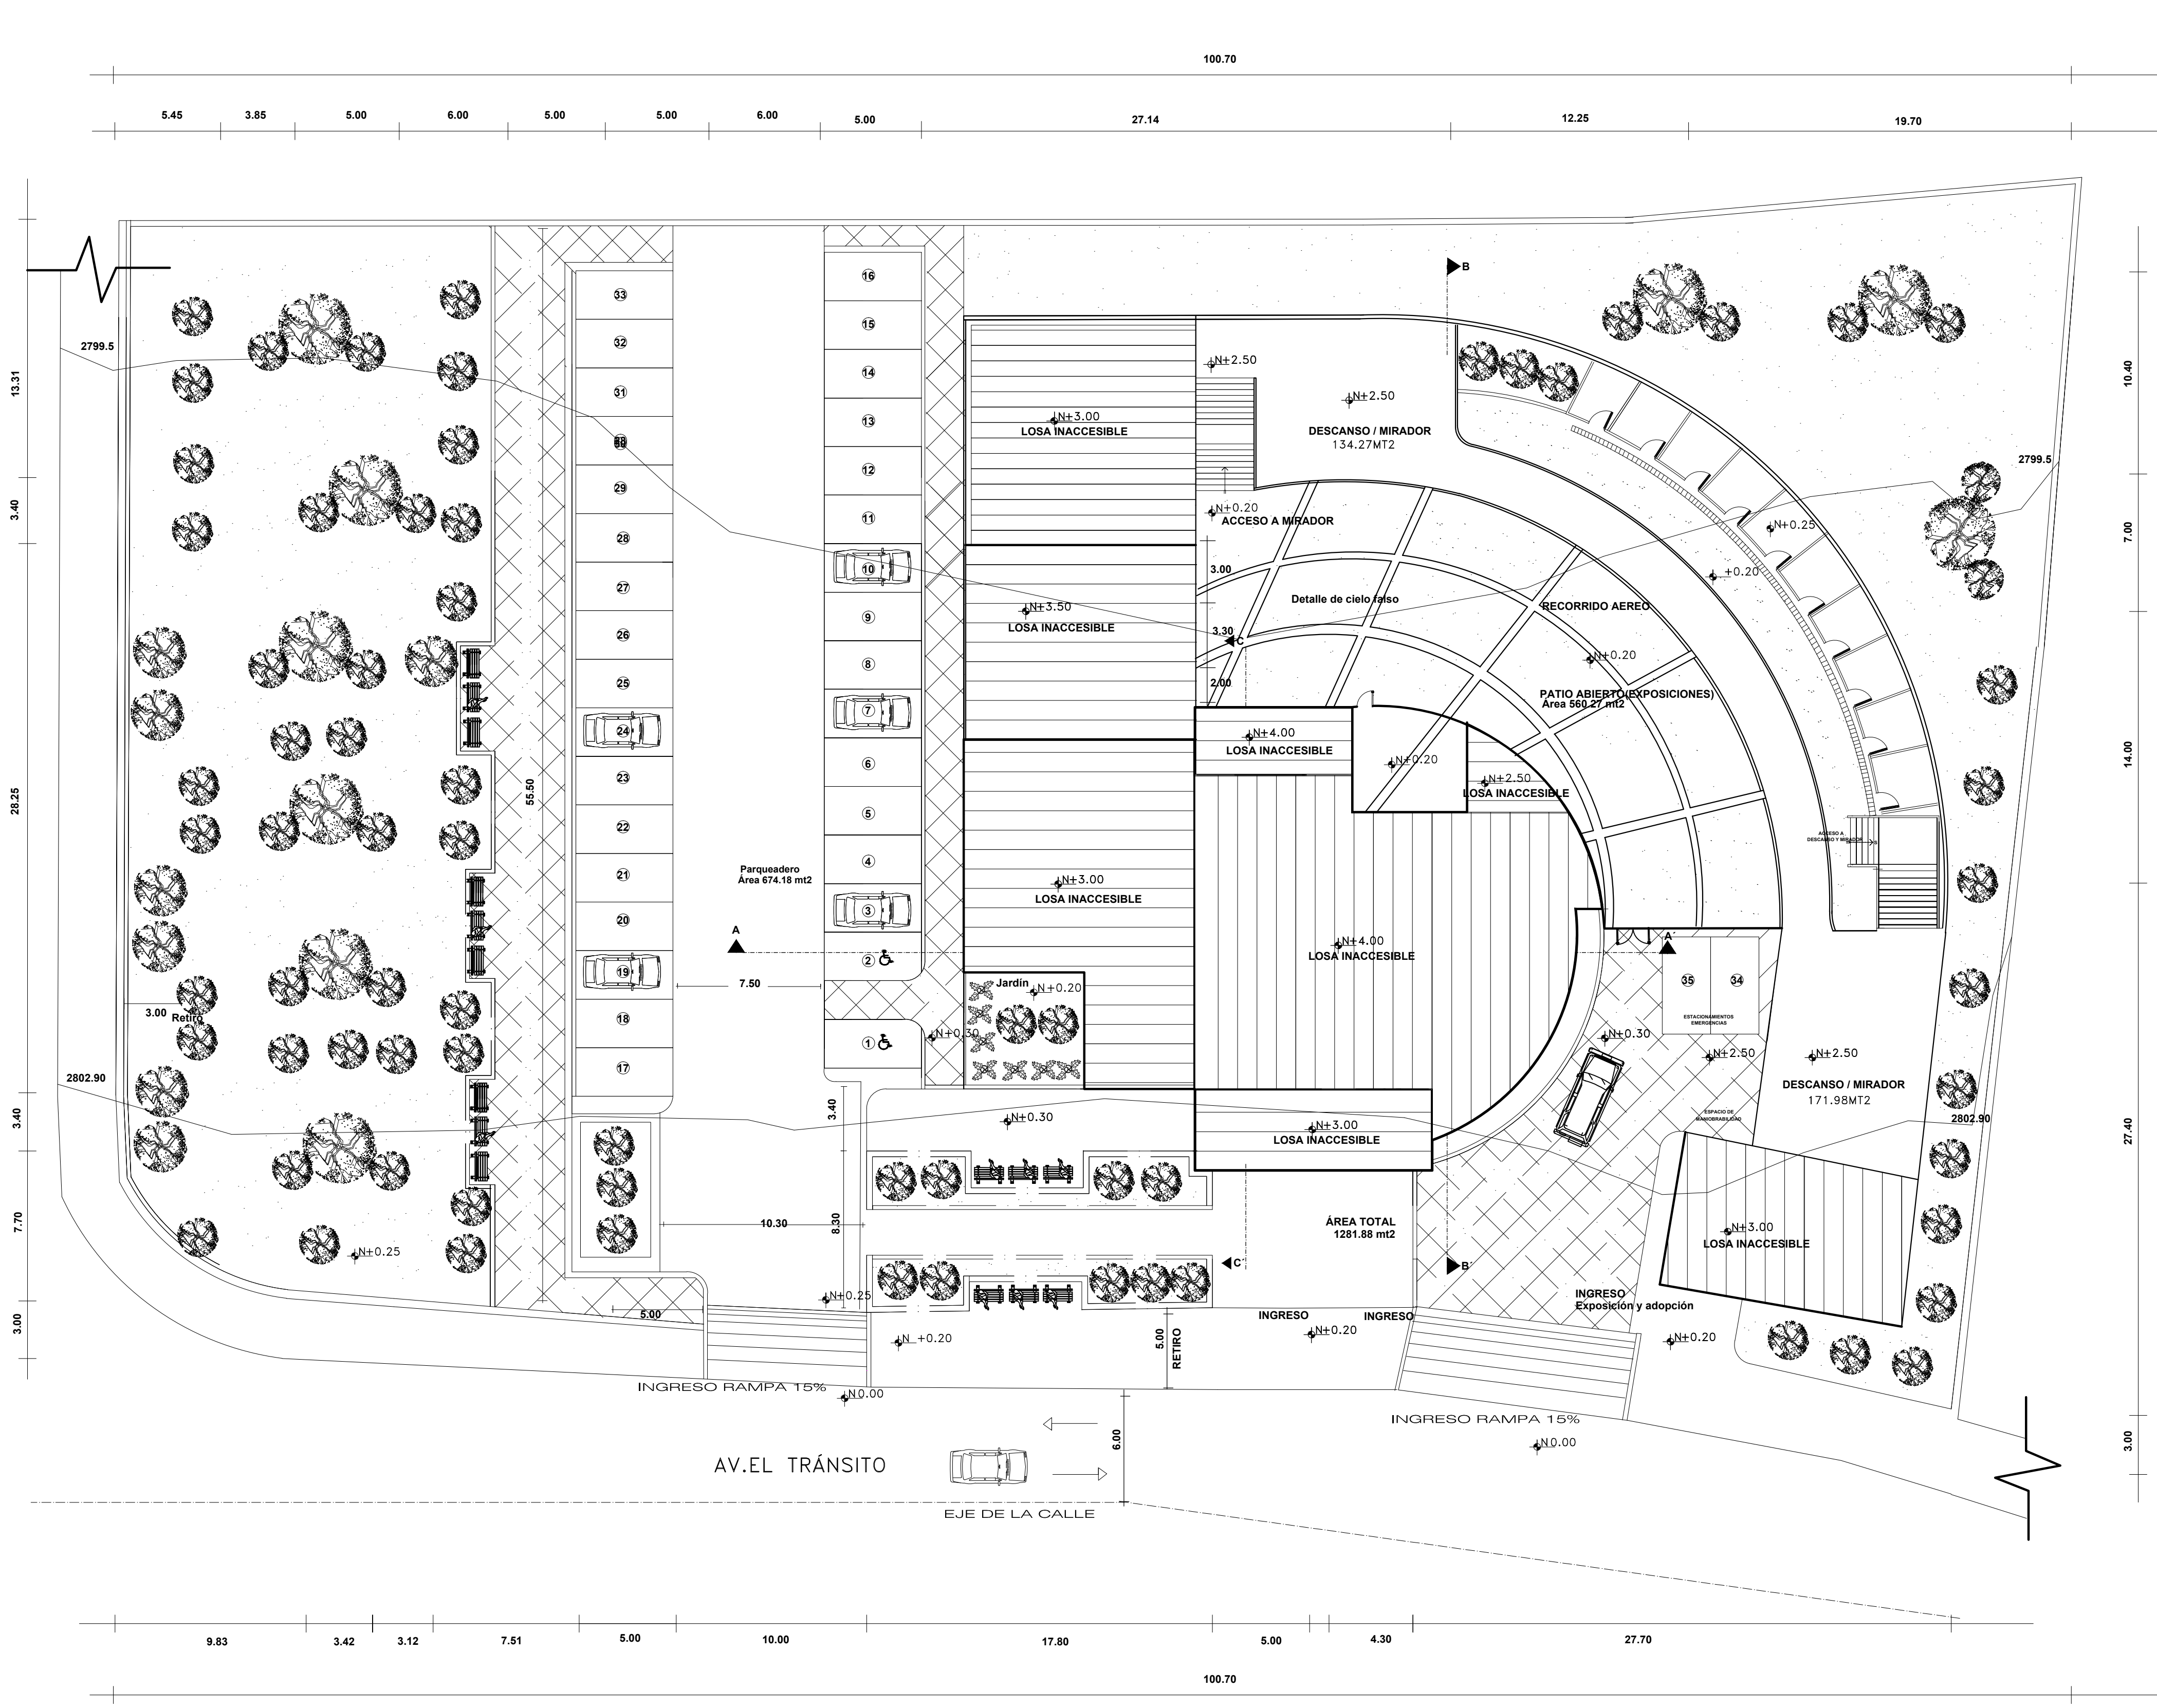 100.70
5.45 3.85 5.00 6.00 5.00 5.00 6.00 5.00 27.14 12.25 19.70
B
33
16
32
15
2799.5
N+2.50
31
14
N+2.50
13.31
10.40
N+3.00
LOSA INACCESIBLE
13
DESCANSO / MIRADOR
134.27MT2
2799.5
12
29
11
3.40
N+0.20
ACCESO A MIRADOR
N+0.25
7.00
28
10
3.00
+0.20
27
Detalle de cielo falso
RECORRIDO AEREO
N+3.50
LOSA INACCESIBLE
9
26
3.30
C
8
N+0.20
25
2.00
PATIO ABIERTO(EXPOSICIONES)
Área 560.27 mt2
7
24
N+4.00
LOSA INACCESIBLE
14.00
6
N+0.20
23
N+2.50
LOSA INACCESIBLE
28.25
55.50
5
22
ACCESO A
DESCANSO Y MIRADOR
4
Parqueadero
Área 674.18 mt2
21
N+3.00
LOSA INACCESIBLE
3
20
A
A´
N+4.00
LOSA INACCESIBLE
2
19
7.50
35
34
Jardín
N+0.20
3.00
Retiro
18
ESTACIONAMIENTOS
EMERGENCIAS
1
N+0.30
N+0.30
17
N+2.50
N+2.50
2802.90
DESCANSO / MIRADOR
171.98MT2
3.40
3.40
N+0.30
ESPACIO DE
MANIOBRABILIDAD
2802.90
N+3.00
LOSA INACCESIBLE
27.40
7.70
10.30
8.30
ÁREA TOTAL
1281.88 mt2
N+3.00
LOSA INACCESIBLE
N+0.25
C´
B´
INGRESO
Exposición y adopción
N+0.25
5.00
INGRESO
INGRESO
3.00
N +0.20
5.00
RETIRO
N+0.20
N+0.20
INGRESO RAMPA 15%
N0.00
INGRESO RAMPA 15%
6.00
N0.00
3.00
AV.EL TRÁNSITO
EJE DE LA CALLE
9.83 3.42 3.12 7.51 5.00 10.00 17.80 5.00 4.30 27.70
100.70